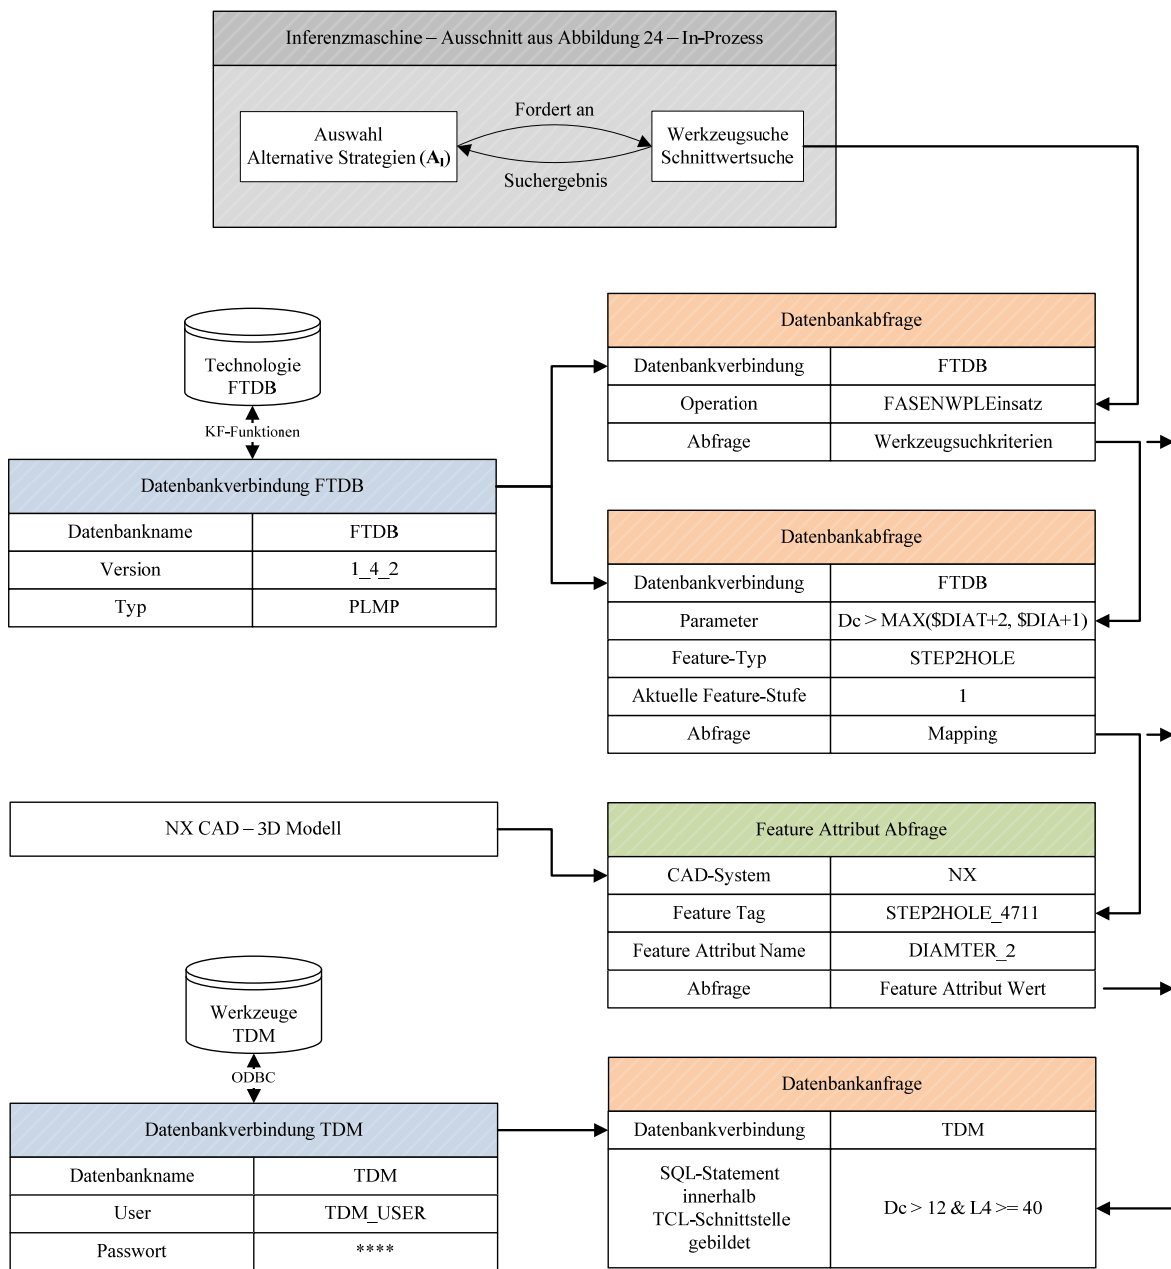 Inferenzmaschine – Ausschnitt aus Abbildung 24 – In-Prozess
Fordert an
Auswahl
Alternative Strategien (A_l)
Werkzeugsuche
Schnittwertsuche
Suchergebnis
Technologie
FTDB
KF-Funktionen
Datenbankverbindung FTDB
Datenbankname FTDB
Version 1_4_2
Typ PLMP
Datenbankabfrage
Datenbankverbindung FTDB
Operation FASENWPLEinsatz
Abfrage Werkzeugsuchkriterien
Datenbankabfrage
Datenbankverbindung FTDB
Parameter Dc > MAX($DIAT+2, $DIA+1)
Feature-Typ STEP2HOLE
Aktuelle Feature-Stufe 1
Abfrage Mapping
NX CAD – 3D Modell
Feature Attribut Abfrage
CAD-System NX
Feature Tag STEP2HOLE_4711
Feature Attribut Name DIAMTER_2
Abfrage Feature Attribut Wert
Werkzeuge
TDM
ODBC
Datenbankverbindung TDM
Datenbankname TDM
User TDM_USER
Passwort ****
Datenbankanfrage
Datenbankverbindung TDM
SQL-Statement
innerhalb
TCL-Schnittstelle
gebildet
Dc > 12 & L4 >= 40